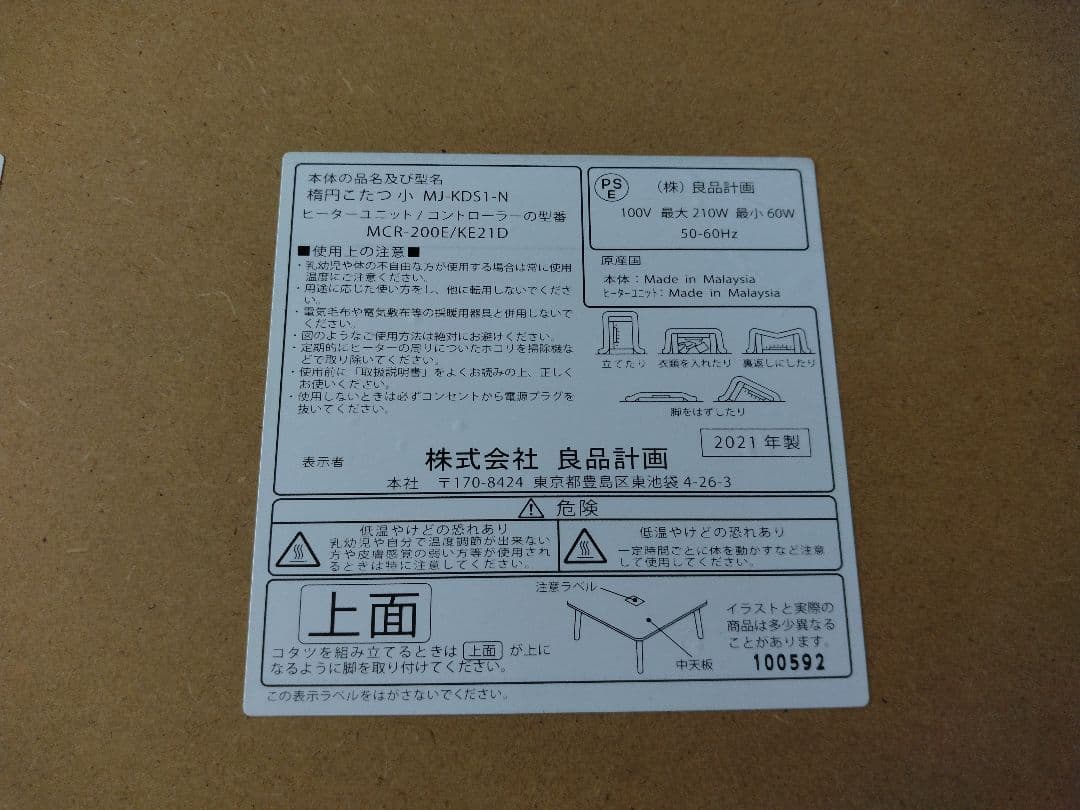 本体の品名及び型名
楕円こたつ 小 MJ-KDS1-N
ヒーターユニット / コントローラーの型番
MCR-200E/KE21D
■使用上の注意■
・乳幼児や体の不自由な方が使用する場合は常に使用
温度にご注意ください。
・用途に応じた使い方をし、他に転用しないでくださ
い。
・電気毛布や電気敷布等の採暖用器具と併用しないで
ください。
・図のようなご使用方法は絶対にお避けください。
・定期的にヒーターの周りについたホコリを掃除機な
どで取り除いてください。
・使用前に「取扱説明書」をよくお読みの上、正しく
お使いください。
・使用しないときは必ずコンセントから電源プラグを
抜いてください。
PS
E
(株) 良品計画
100V 最大 210W 最小 60W
50-60Hz
原産国
本体：Made in Malaysia
ヒーターユニット：Made in Malaysia
立てたり 衣類を入れたり 裏返しにしたり
脚をはずしたり
2021 年製
表示者 株式会社 良品計画
本社 〒170-8424 東京都豊島区東池袋 4-26-3
危険
低温やけどの恐れあり
乳幼児や自分で温度調節が出来ない
方や皮膚感覚の弱い方等が使用され
るときは特に注意してください。
低温やけどの恐れあり
一定時間ごとに体を動かすなど注意
して使用してください。
上面
コタツを組み立てるときは 上面 が上に
なるように脚を取り付けてください。
注意ラベル
中天板
イラストと実際の
商品は多少異なる
ことがあります。
100592
この表示ラベルをはがさないでください。